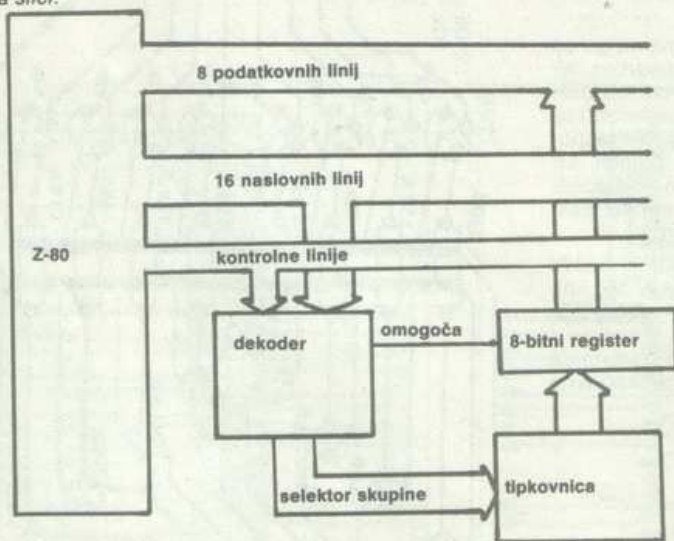 8 podatkovnih linij
16 naslovnih linij
Z-80
kontrolne linije
dekoder
omogoča
8-bitni register
selektor skupine
tipkovnica